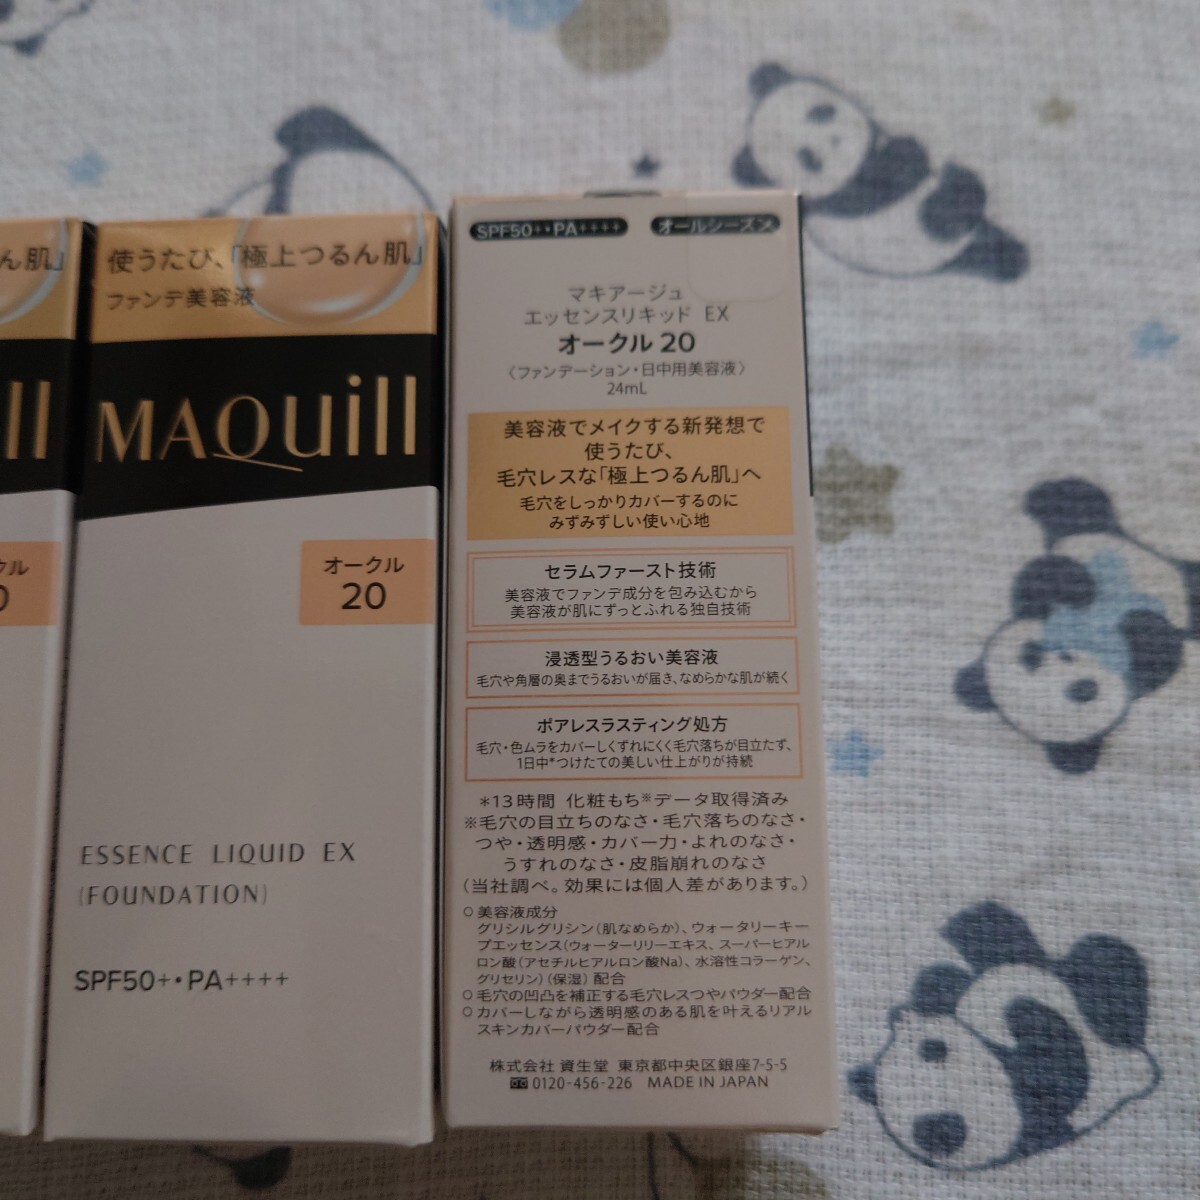 ん肌」
ll
クル
0
使うたび、「極上つるん肌」
ファンデ美容液
MAQuill
オークル
20
ESSENCE LIQUID EX
(FOUNDATION)
SPF50+・PA++++
SPF50+・PA++++ オールシーズン
マキアージュ
エッセンスリキッド EX
オークル 20
〈ファンデーション・日中用美容液〉
24mL
美容液でメイクする新発想で
使うたび、
毛穴レスな「極上つるん肌」へ
毛穴をしっかりカバーするのに
みずみずしい使い心地
セラムファースト技術
美容液でファンデ成分を包み込むから
美容液が肌にずっとふれる独自技術
浸透型うるおい美容液
毛穴や角層の奥までうるおいが届き、なめらかな肌が続く
ポアレスラスティング処方
毛穴・色ムラをカバーしくずれにくく毛穴落ちが目立たず、
1日中*つけたての美しい仕上がりが持続
*13時間 化粧もち※データ取得済み
※毛穴の目立ちのなさ・毛穴落ちのなさ・
つや・透明感・カバー力・よれのなさ・
うすれのなさ・皮脂崩れのなさ
(当社調べ。効果には個人差があります。)
○ 美容液成分
グリシルグリシン(肌なめらか)、ウォータリーキー
プエッセンス(ウォーターリリーエキス、スーパーヒアル
ロン酸(アセチルヒアルロン酸Na)、水溶性コラーゲン、
グリセリン)(保湿)配合
○ 毛穴の凹凸を補正する毛穴レスつやパウダー配合
○ カバーしながら透明感のある肌を叶えるリアル
スキンカバーパウダー配合
株式会社 資生堂 東京都中央区銀座7-5-5
0120-456-226 MADE IN JAPAN